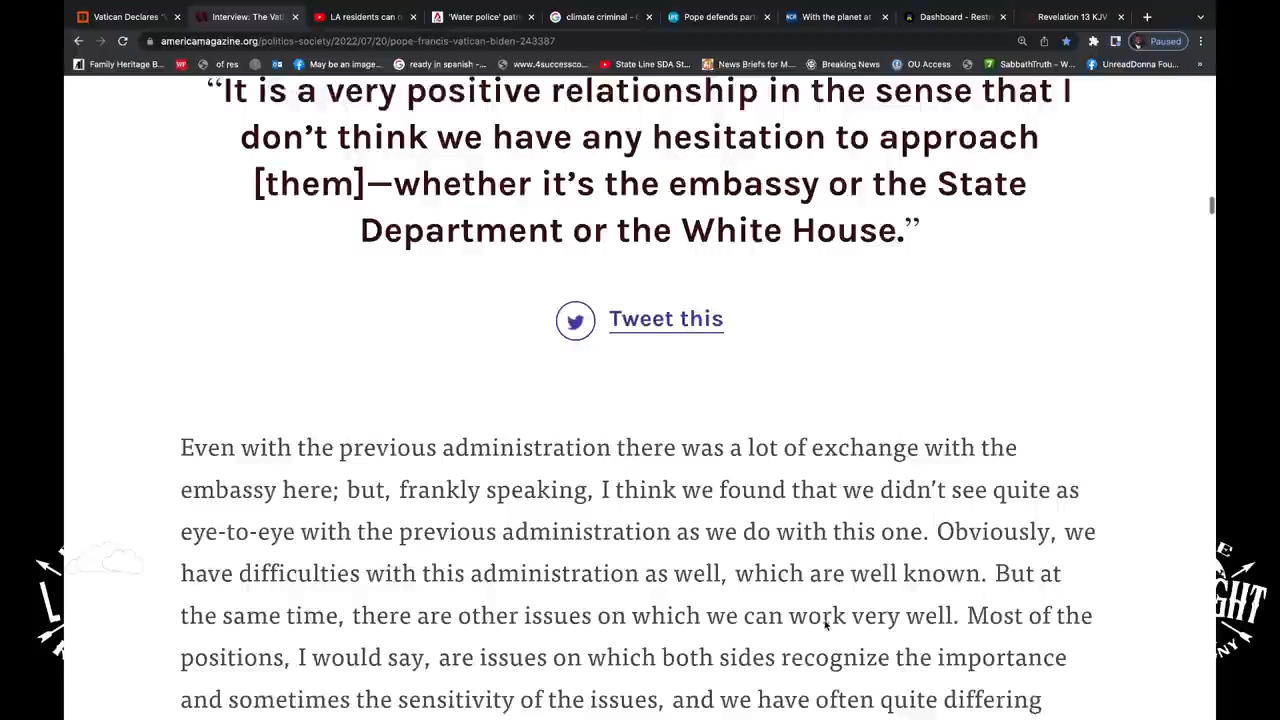 Vatican Declares "
Interview: The Vati
LA residents can o
'Water police' patr
climate criminal - G
Pope defends part
With the planet at
Dashboard - Restr
Revelation 13 KJV
americamagazine.org/politics-society/2022/07/20/pope-francis-vatican-biden-243387
Paused
Family Heritage B...
of res
May be an image...
ready in spanish -...
www.4successco...
State Line SDA St...
News Briefs for M...
Breaking News
OU Access
SabbathTruth - W...
UnreadDonna Fou...
“It is a very positive relationship in the sense that I
don’t think we have any hesitation to approach
[them]—whether it’s the embassy or the State
Department or the White House.”
Tweet this
Even with the previous administration there was a lot of exchange with the
embassy here; but, frankly speaking, I think we found that we didn’t see quite as
eye-to-eye with the previous administration as we do with this one. Obviously, we
have difficulties with this administration as well, which are well known. But at
the same time, there are other issues on which we can work very well. Most of the
positions, I would say, are issues on which both sides recognize the importance
and sometimes the sensitivity of the issues, and we have often quite differing